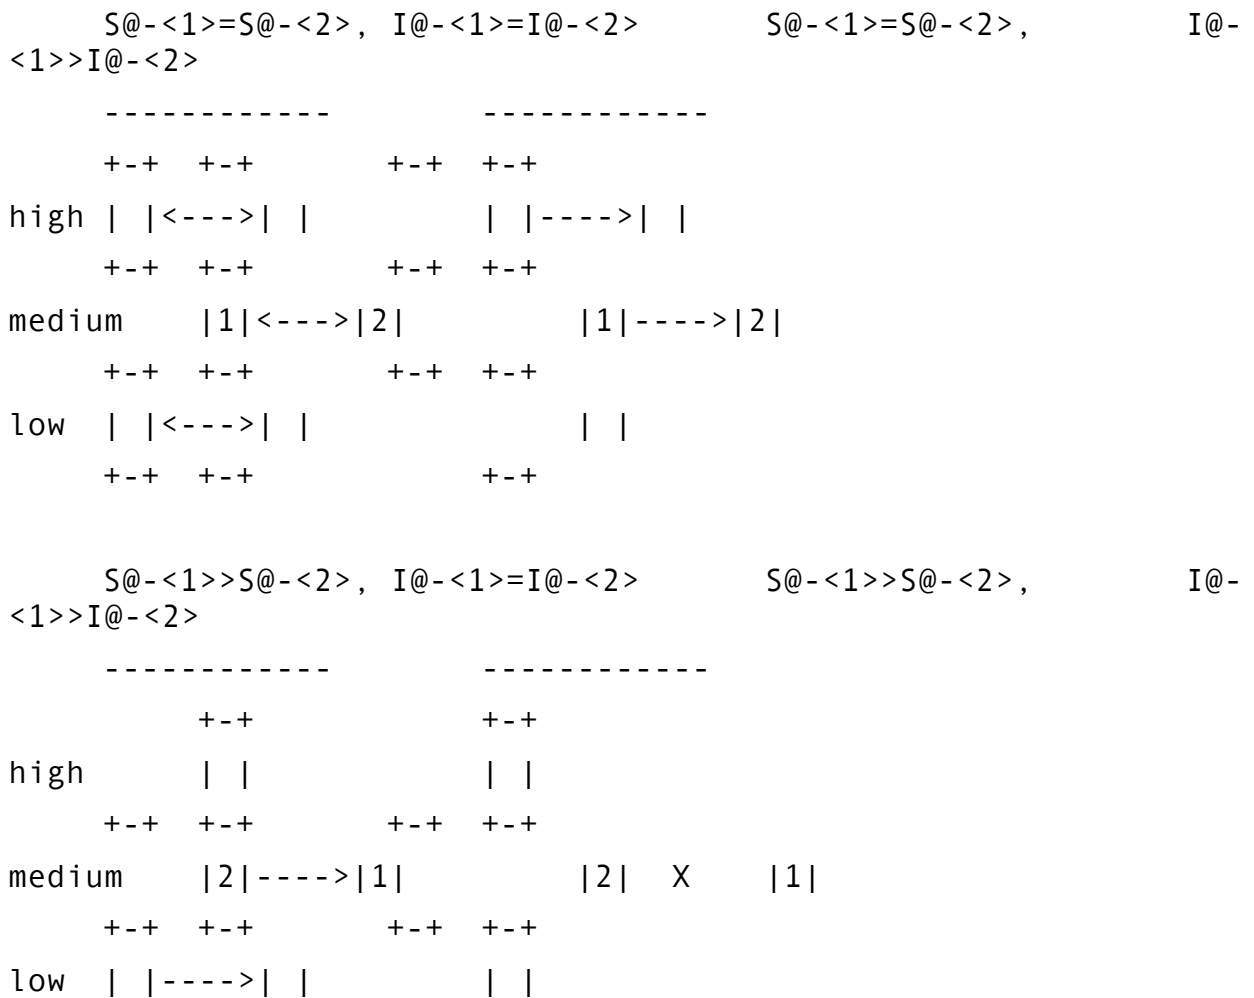 S@-<1>=S@-<2>, I@-<1>=I@-<2>        S@-<1>=S@-<2>,            I@-
<1>>I@-<2>
     ------------        ------------
     +-+  +-+       +-+  +-+
high | |<--->| |         | |---->| |
     +-+  +-+       +-+  +-+
medium    |1|<--->|2|         |1|---->|2|
     +-+  +-+       +-+  +-+
low  | |<--->| |              | |
     +-+  +-+            +-+
     S@-<1>>S@-<2>, I@-<1>=I@-<2>        S@-<1>>S@-<2>,            I@-
<1>>I@-<2>
     ------------        ------------
          +-+            +-+
high      | |            | |
     +-+  +-+       +-+  +-+
medium    |2|---->|1|         |2|  X    |1|
     +-+  +-+       +-+  +-+
low  | |---->| |         | |